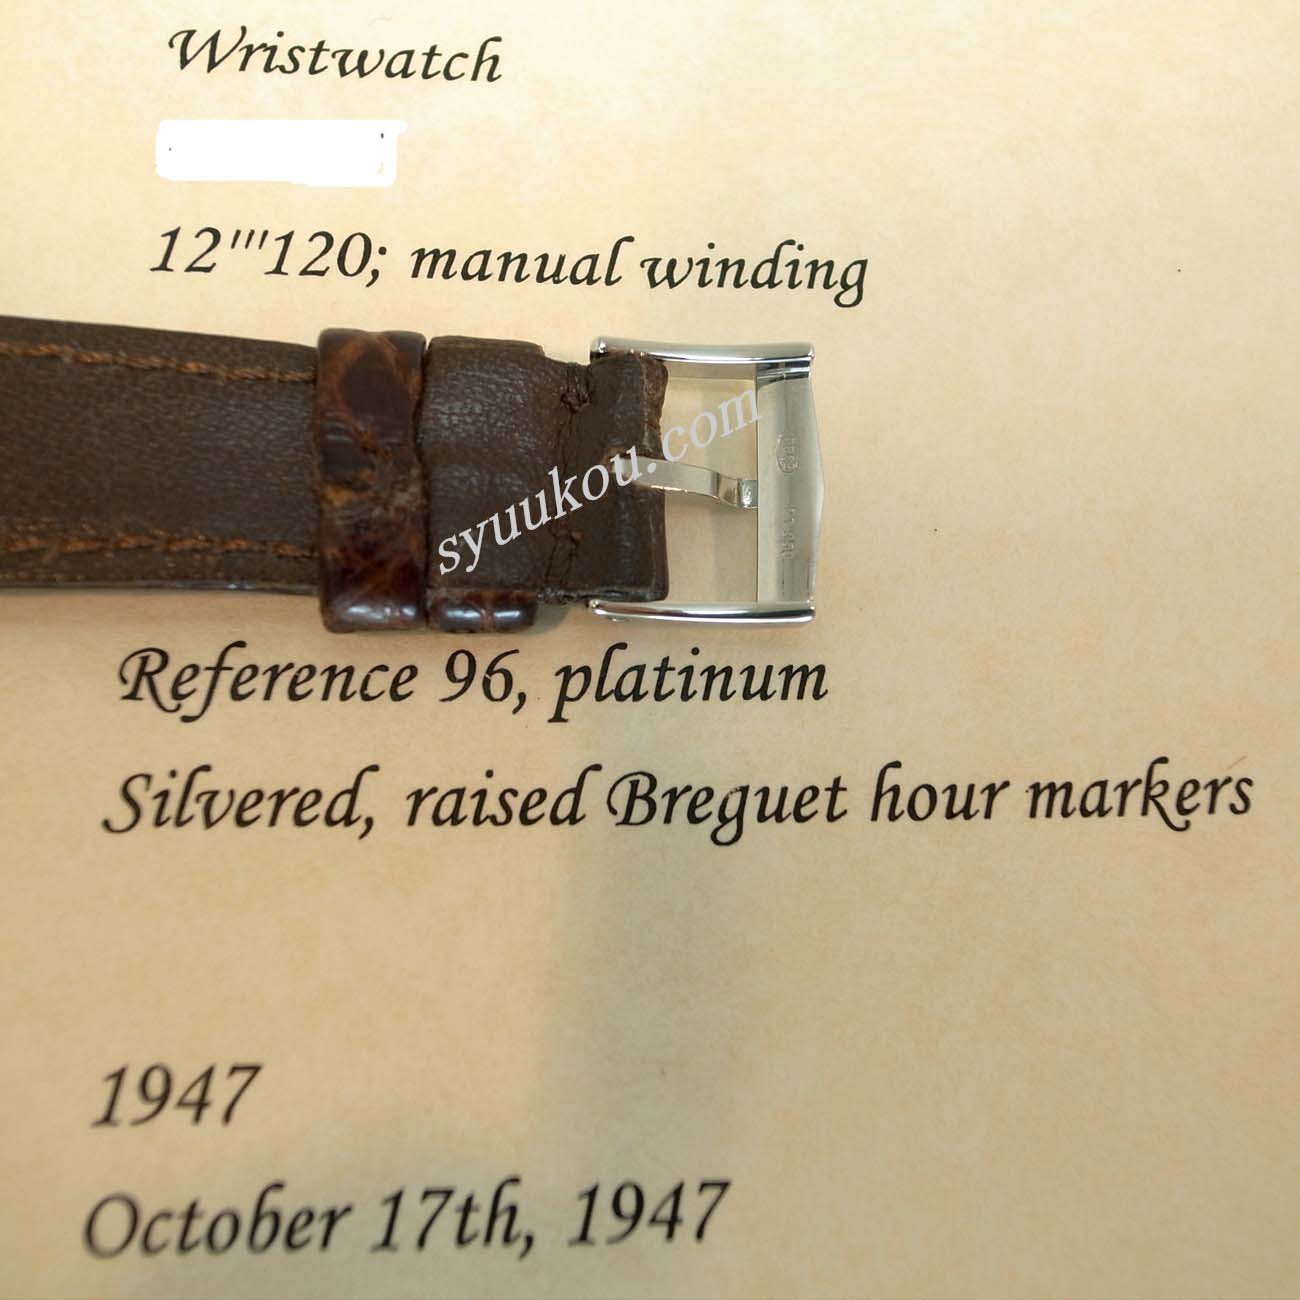 Wristwatch
12'''120; manual winding
syuukou.com
Reference 96, platinum
Silvered, raised Breguet hour markers
1947
October 17th, 1947